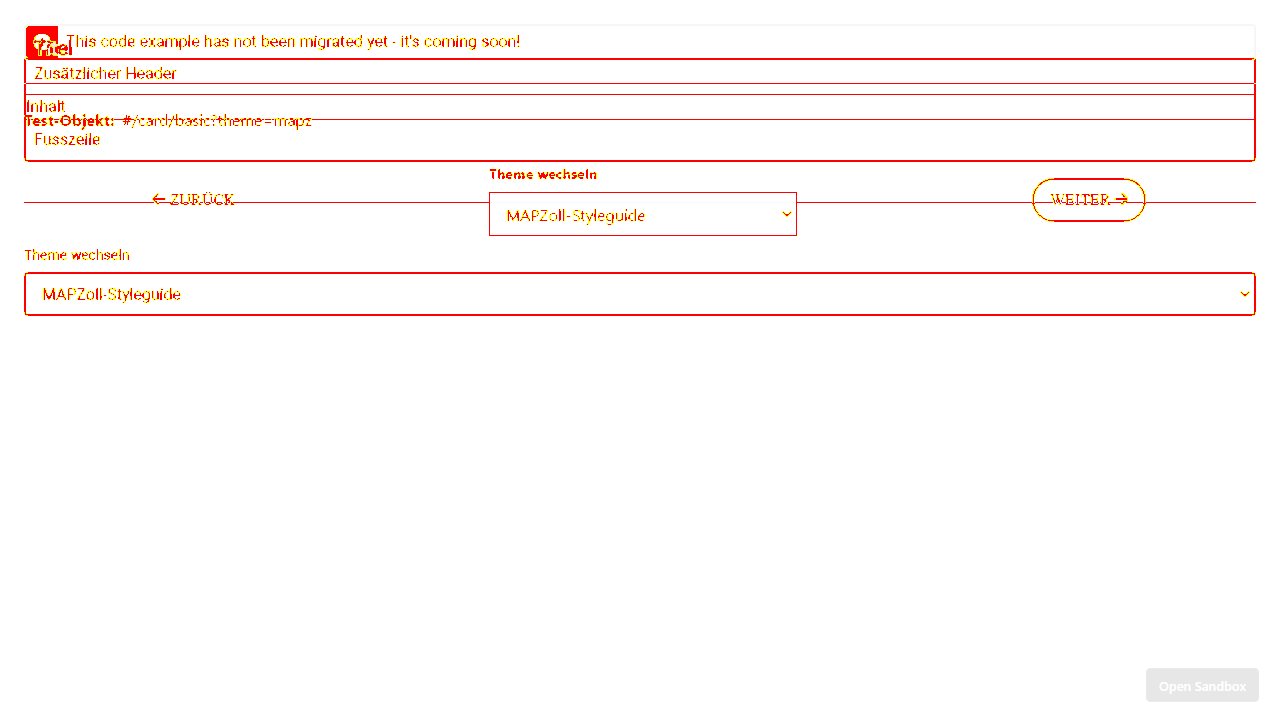 Titel
This code example has not been migrated yet - it's coming soon!
Zusätzlicher Header
Inhalt
Test-Objekt: #/card/basic?theme=mapz
Fusszeile
Theme wechseln
← ZURÜCK
WEITER →
MAPZoll-Styleguide
Theme wechseln
MAPZoll-Styleguide
Open Sandbox